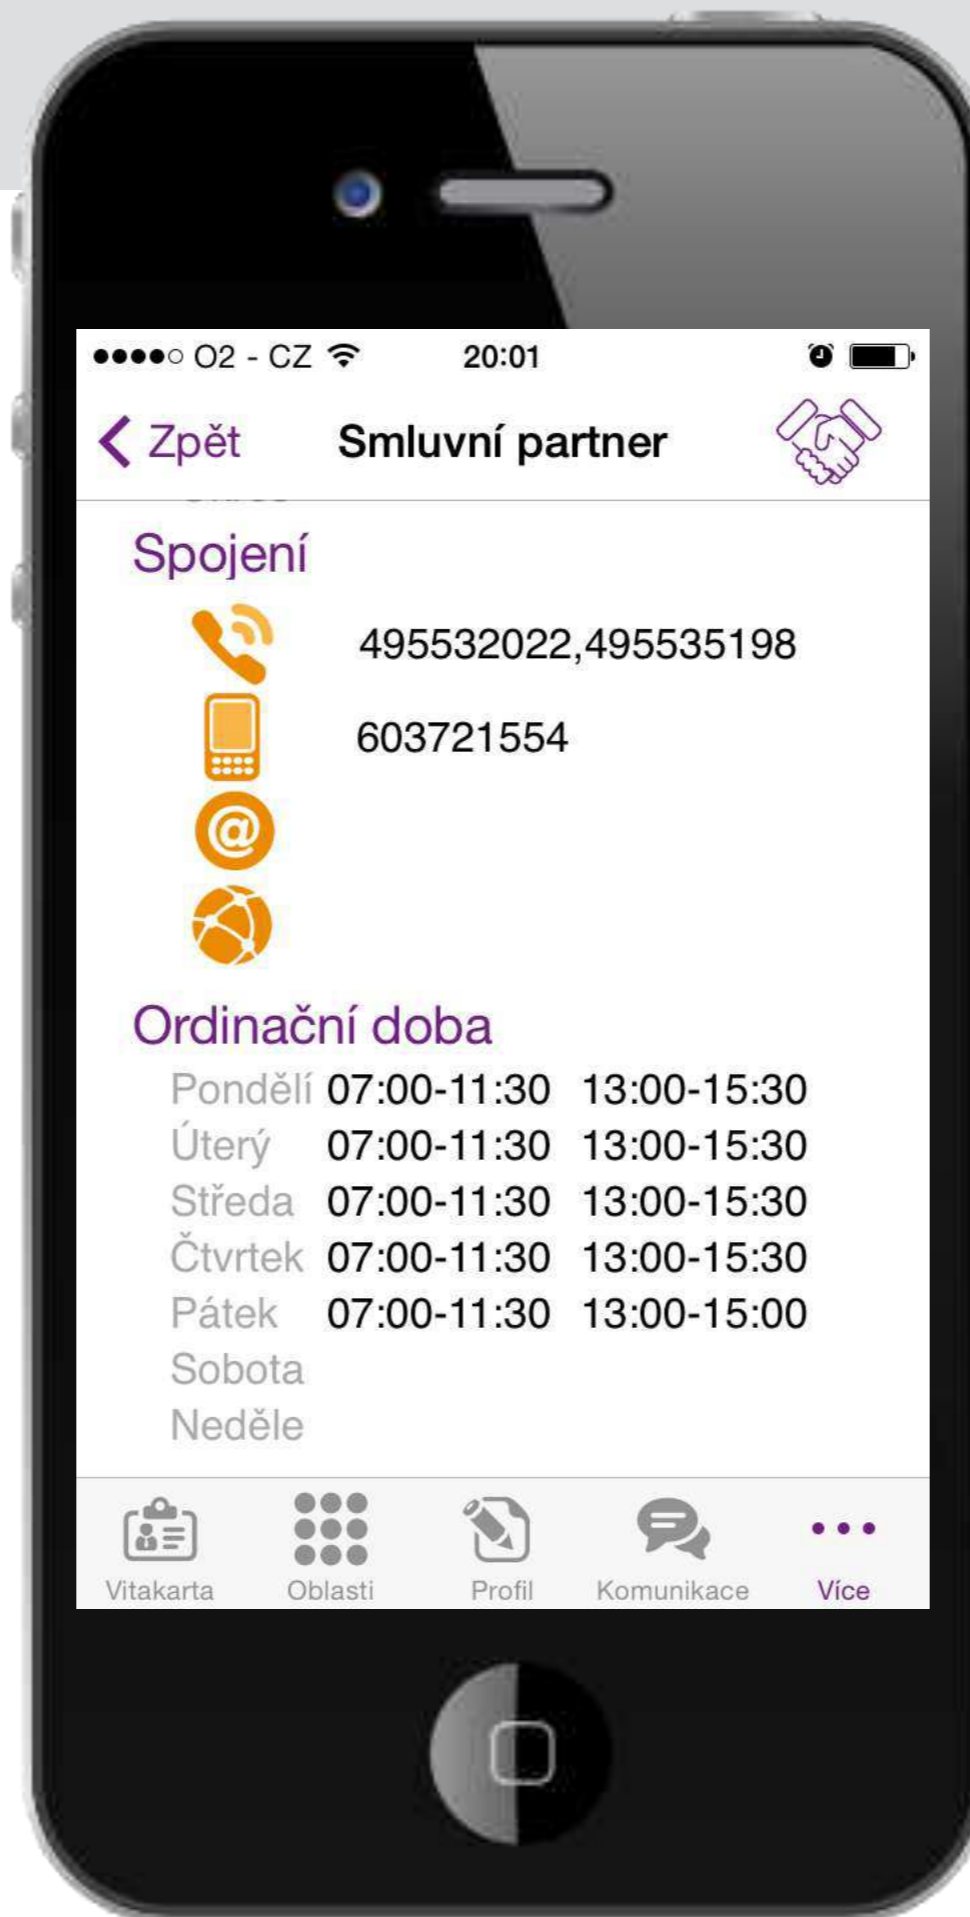 O2 - CZ 20:01
Zpět Smluvní partner
Spojení
495532022,495535198
603721554
Ordinační doba
Pondělí 07:00-11:30 13:00-15:30
Úterý 07:00-11:30 13:00-15:30
Středa 07:00-11:30 13:00-15:30
Čtvrtek 07:00-11:30 13:00-15:30
Pátek 07:00-11:30 13:00-15:00
Sobota
Neděle
Vitakarta Oblasti Profil Komunikace Více